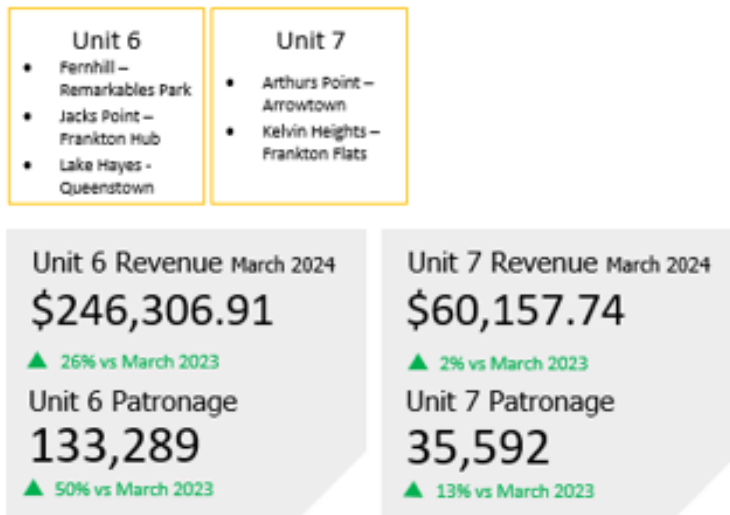 Unit 6
• Fernhill –
Remarkables Park
• Jacks Point –
Frankton Hub
• Lake Hayes -
Queenstown
Unit 7
• Arthurs Point –
Arrowtown
• Kelvin Heights –
Frankton Flats
Unit 6 Revenue March 2024
$246,306.91
26% vs March 2023
Unit 6 Patronage
133,289
50% vs March 2023
Unit 7 Revenue March 2024
$60,157.74
2% vs March 2023
Unit 7 Patronage
35,592
13% vs March 2023